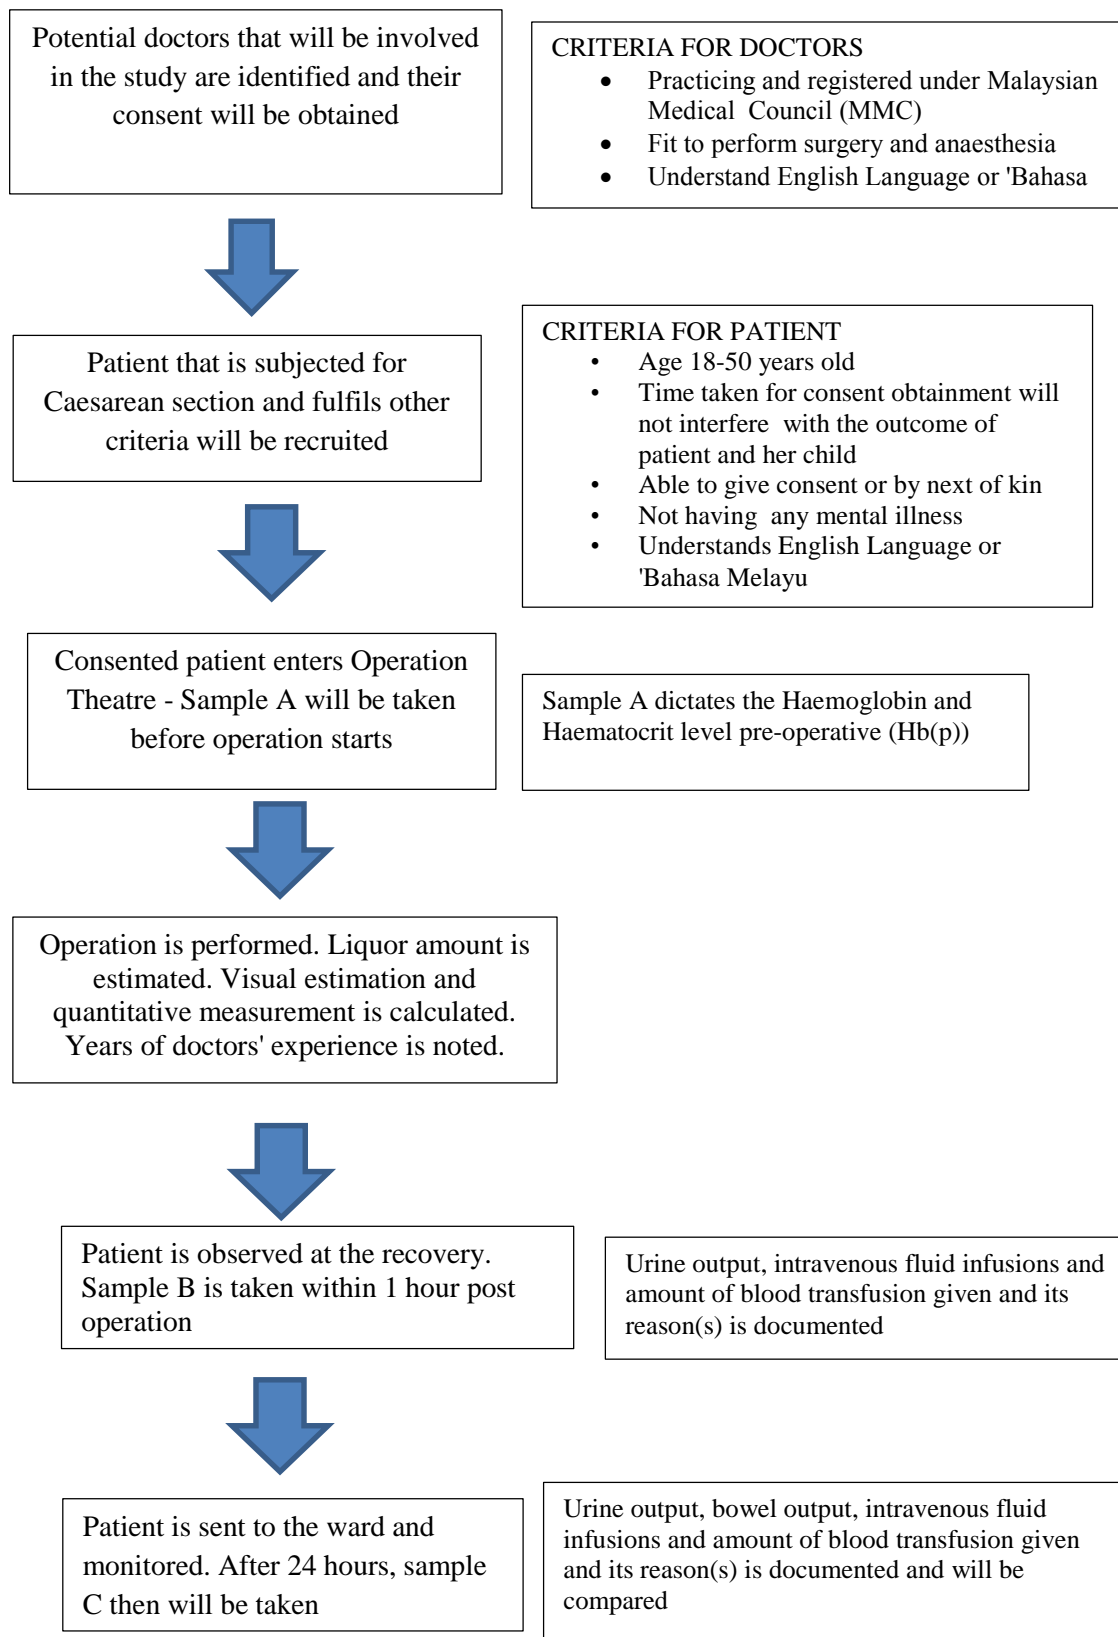 Potential doctors that will be involved
in the study are identified and their
consent will be obtained
CRITERIA FOR DOCTORS
• Practicing and registered under Malaysian
Medical Council (MMC)
• Fit to perform surgery and anaesthesia
• Understand English Language or 'Bahasa
Patient that is subjected for
Caesarean section and fulfils other
criteria will be recruited
CRITERIA FOR PATIENT
• Age 18-50 years old
• Time taken for consent obtainment will
not interfere with the outcome of
patient and her child
• Able to give consent or by next of kin
• Not having any mental illness
• Understands English Language or
'Bahasa Melayu
Consented patient enters Operation
Theatre - Sample A will be taken
before operation starts
Sample A dictates the Haemoglobin and
Haematocrit level pre-operative (Hb(p))
Operation is performed. Liquor amount is
estimated. Visual estimation and
quantitative measurement is calculated.
Years of doctors' experience is noted.
Patient is observed at the recovery.
Sample B is taken within 1 hour post
operation
Urine output, intravenous fluid infusions and
amount of blood transfusion given and its
reason(s) is documented
Patient is sent to the ward and
monitored. After 24 hours, sample
C then will be taken
Urine output, bowel output, intravenous fluid
infusions and amount of blood transfusion given
and its reason(s) is documented and will be
compared